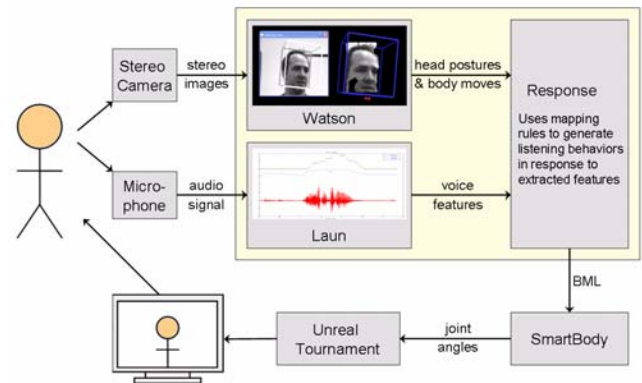 Stereo
Camera
stereo
images
Watson
head postures
& body moves
Response
Uses mapping
rules to generate
listening behaviors
in response to
extracted features
Micro-
phone
audio
signal
Laun
voice
features
BML
SmartBody
joint
angles
Unreal
Tournament